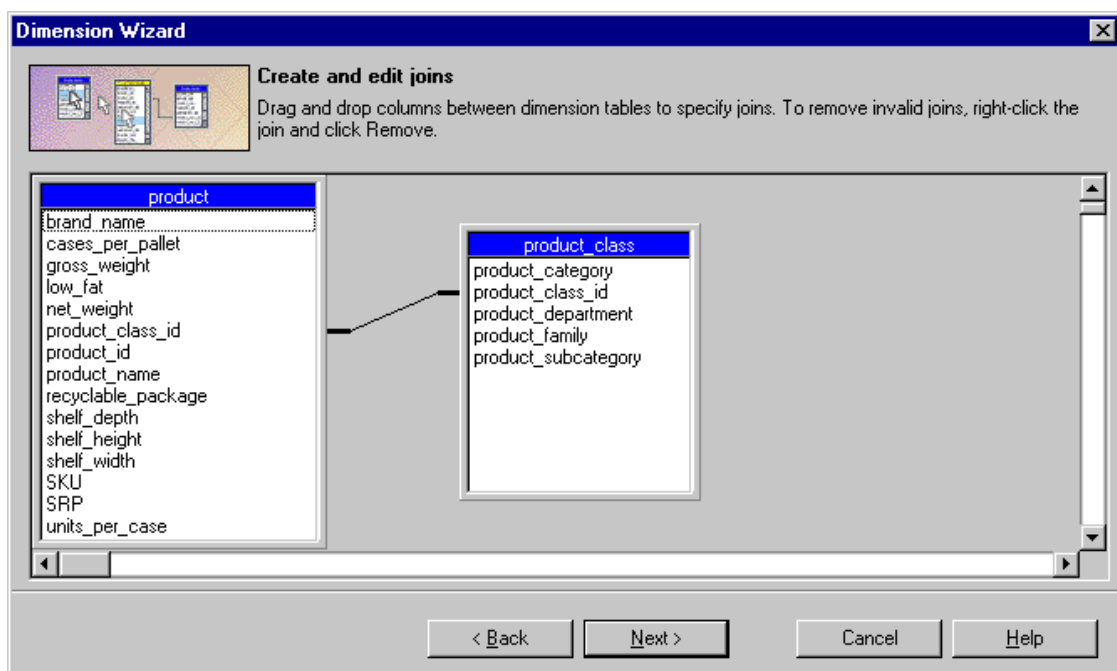 Dimension Wizard
Create and edit joins
Drag and drop columns between dimension tables to specify joins. To remove invalid joins, right-click the
join and click Remove.
product
brand_name
cases_per_pallet
gross_weight
low_fat
net_weight
product_class_id
product_id
product_name
recyclable_package
shelf_depth
shelf_height
shelf_width
SKU
SRP
units_per_case
product_class
product_category
product_class_id
product_department
product_family
product_subcategory
< Back
Next >
Cancel
Help